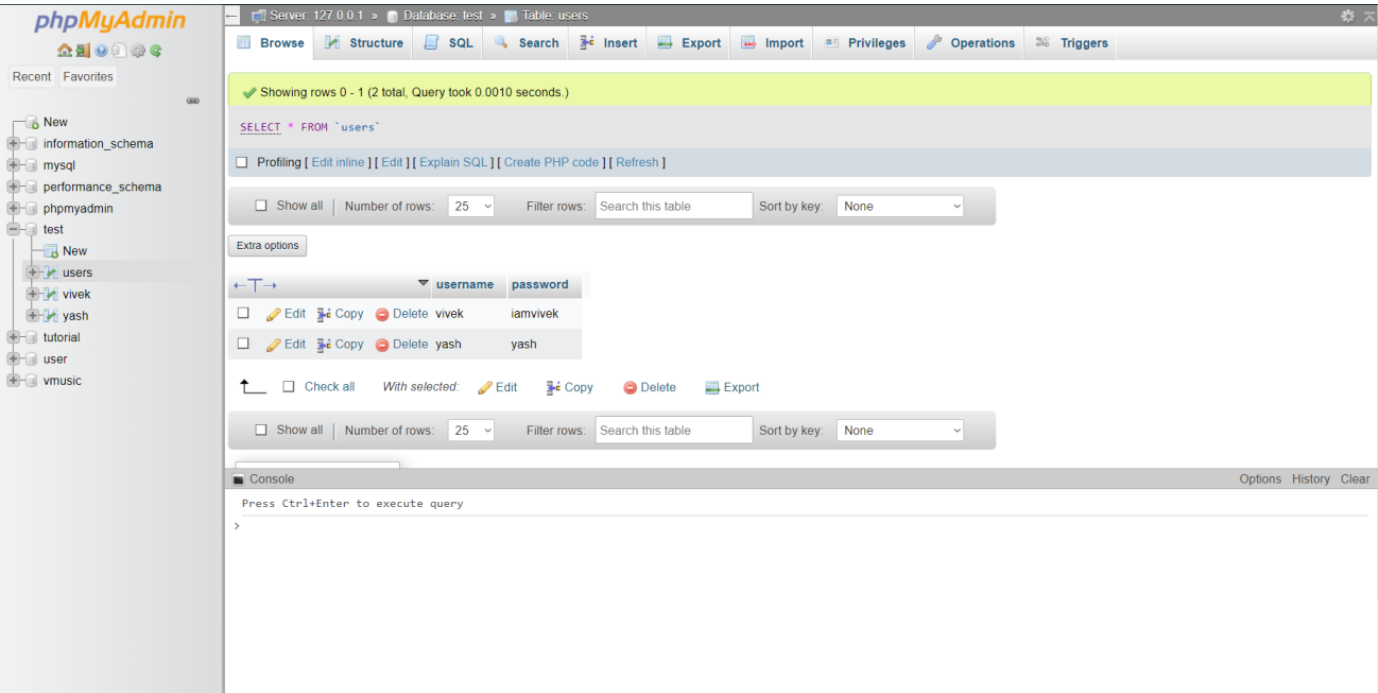 phpMyAdmin
Recent Favorites
New
information_schema
mysql
performance_schema
phpmyadmin
test
New
users
vivek
yash
tutorial
user
vmusic
Server: 127.0.0.1 » Database: test » Table: users
Browse Structure SQL Search Insert Export Import Privileges Operations Triggers
Showing rows 0 - 1 (2 total, Query took 0.0010 seconds.)
SELECT * FROM `users`
Profiling [ Edit inline ] [ Edit ] [ Explain SQL ] [ Create PHP code ] [ Refresh ]
Show all | Number of rows: 25 Filter rows: Search this table Sort by key: None
Extra options
←T→ username password
Edit Copy Delete vivek iamvivek
Edit Copy Delete yash yash
Check all With selected: Edit Copy Delete Export
Show all | Number of rows: 25 Filter rows: Search this table Sort by key: None
Console Options History Clear
Press Ctrl+Enter to execute query
>